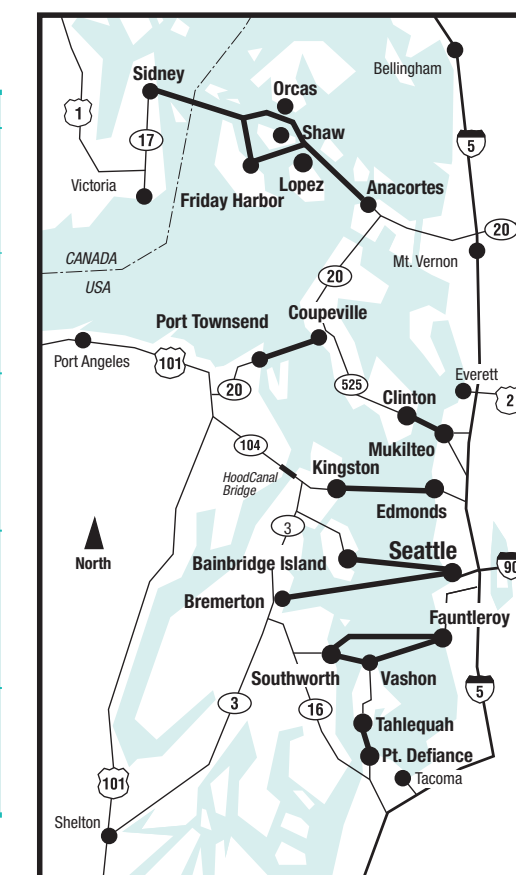 Bellingham
Sidney
Orcas
1
17
Shaw
5
Victoria
Lopez
Friday Harbor
Anacortes
20
CANADA
Mt. Vernon
USA
20
Coupeville
Port Townsend
Port Angeles
101
20
525
Everett
2
Clinton
104
Mukilteo
HoodCanal
Bridge
Kingston
Edmonds
3
North
Bainbridge Island
Seattle
90
Bremerton
Fauntleroy
Southworth
Vashon
5
3
16
Tahlequah
Pt. Defiance
101
Tacoma
Shelton